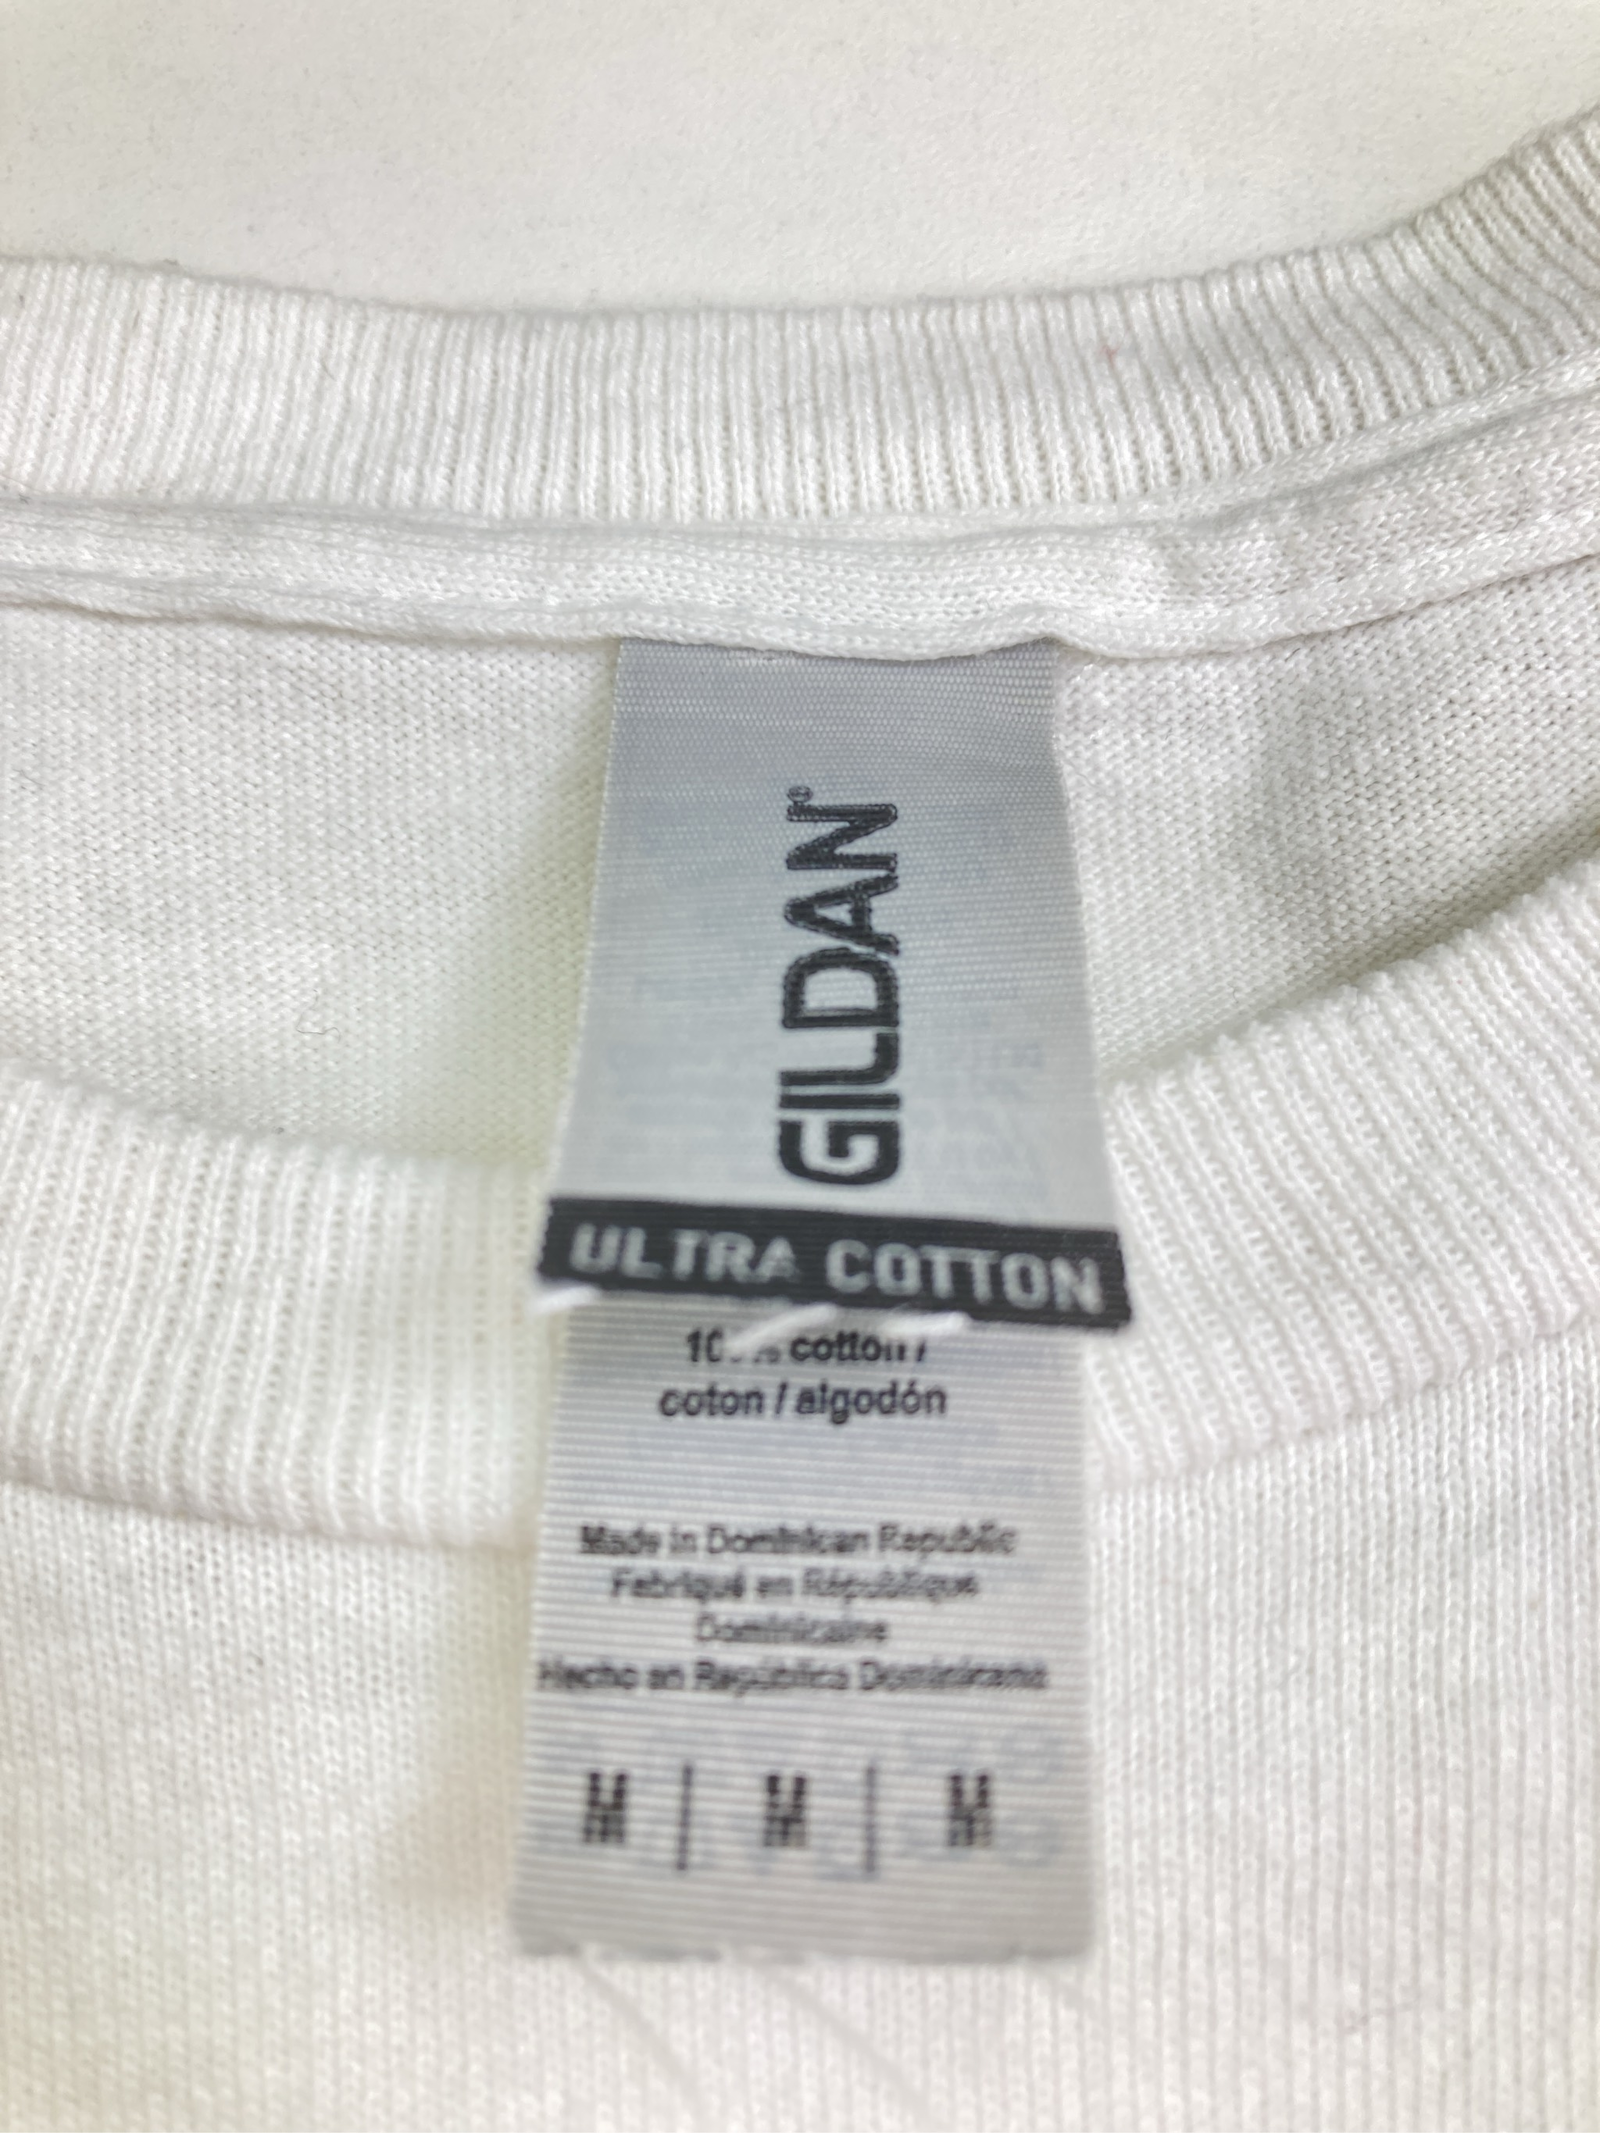 GILDAN®
ULTRA COTTON
cotton /
coton / algodón
Made in Dominican Republic
Fabriqué en République
Dominicaine
Hecho en República Dominicana
M | M | M